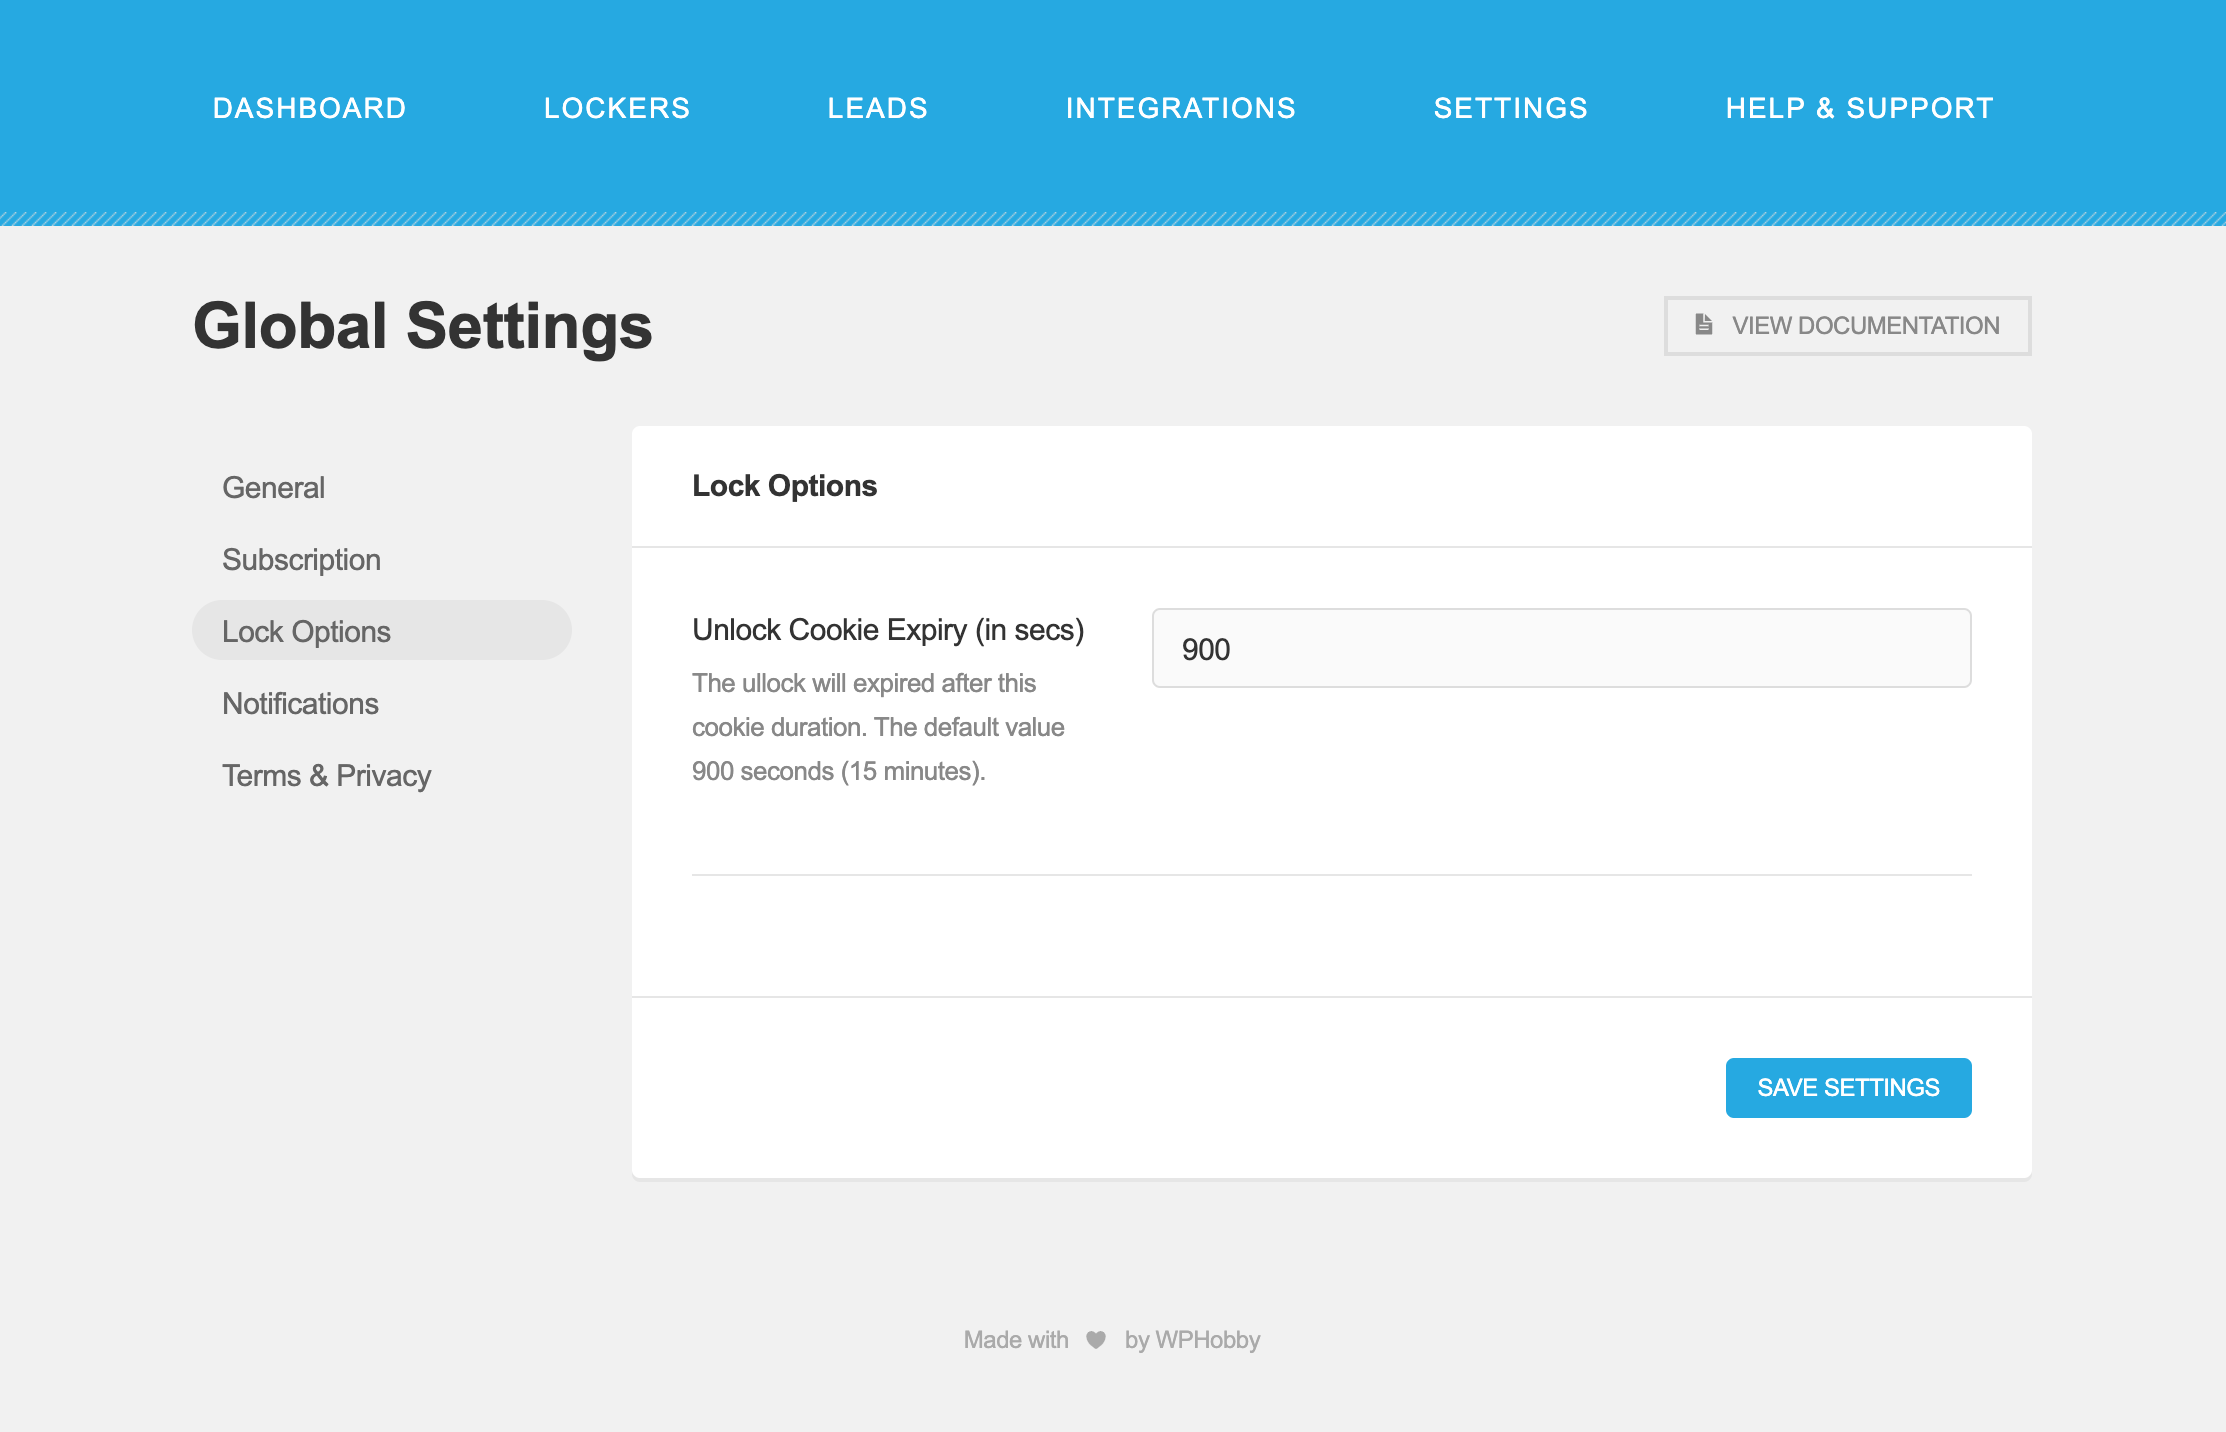 DASHBOARD LOCKERS LEADS INTEGRATIONS SETTINGS HELP & SUPPORT
Global Settings
VIEW DOCUMENTATION
General
Subscription
Lock Options
Notifications
Terms & Privacy
Lock Options
Unlock Cookie Expiry (in secs)
The ullock will expired after this
cookie duration. The default value
900 seconds (15 minutes).
900
SAVE SETTINGS
Made with by WPHobby